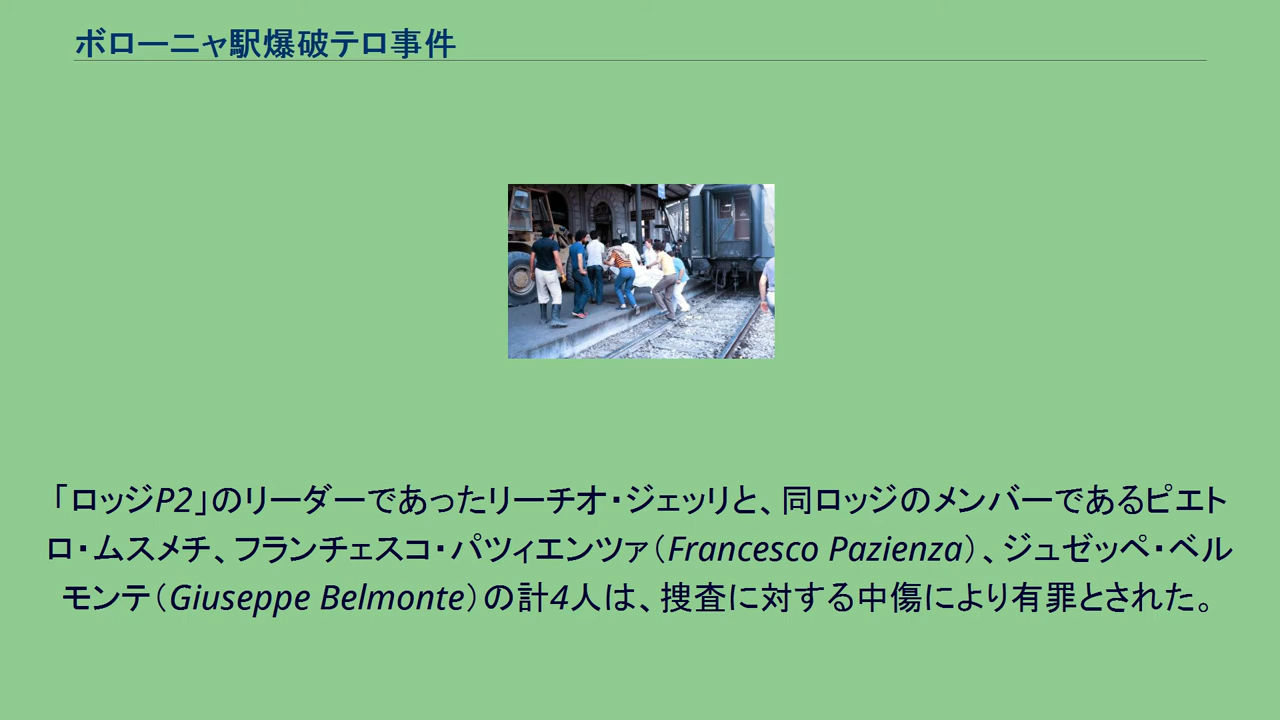 ボローニャ駅爆破テロ事件
「ロッジP2」のリーダーであったリーチオ・ジェッリと、同ロッジのメンバーであるピエト
ロ・ムスメチ、フランチェスコ・パツィエンツァ（Francesco Pazienza）、ジュゼッペ・ベル
モンテ（Giuseppe Belmonte）の計4人は、捜査に対する中傷により有罪とされた。